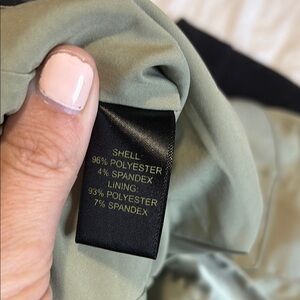 SHELL:
96% POLYESTER
4% SPANDEX
LINING:
93% POLYESTER
7% SPANDEX